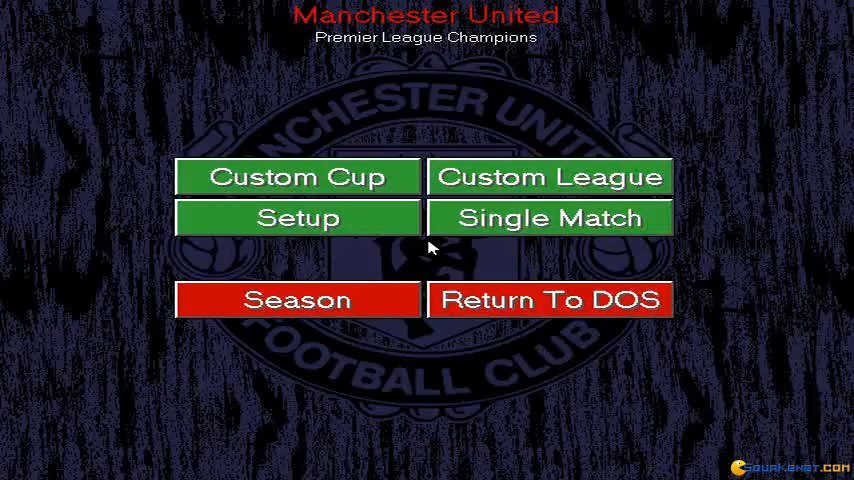 Manchester United
Premier League Champions
MANCHESTER UNITED
Custom Cup
Custom League
Setup
Single Match
Season
Return To DOS
FOOTBALL CLUB
SquaKenet.com